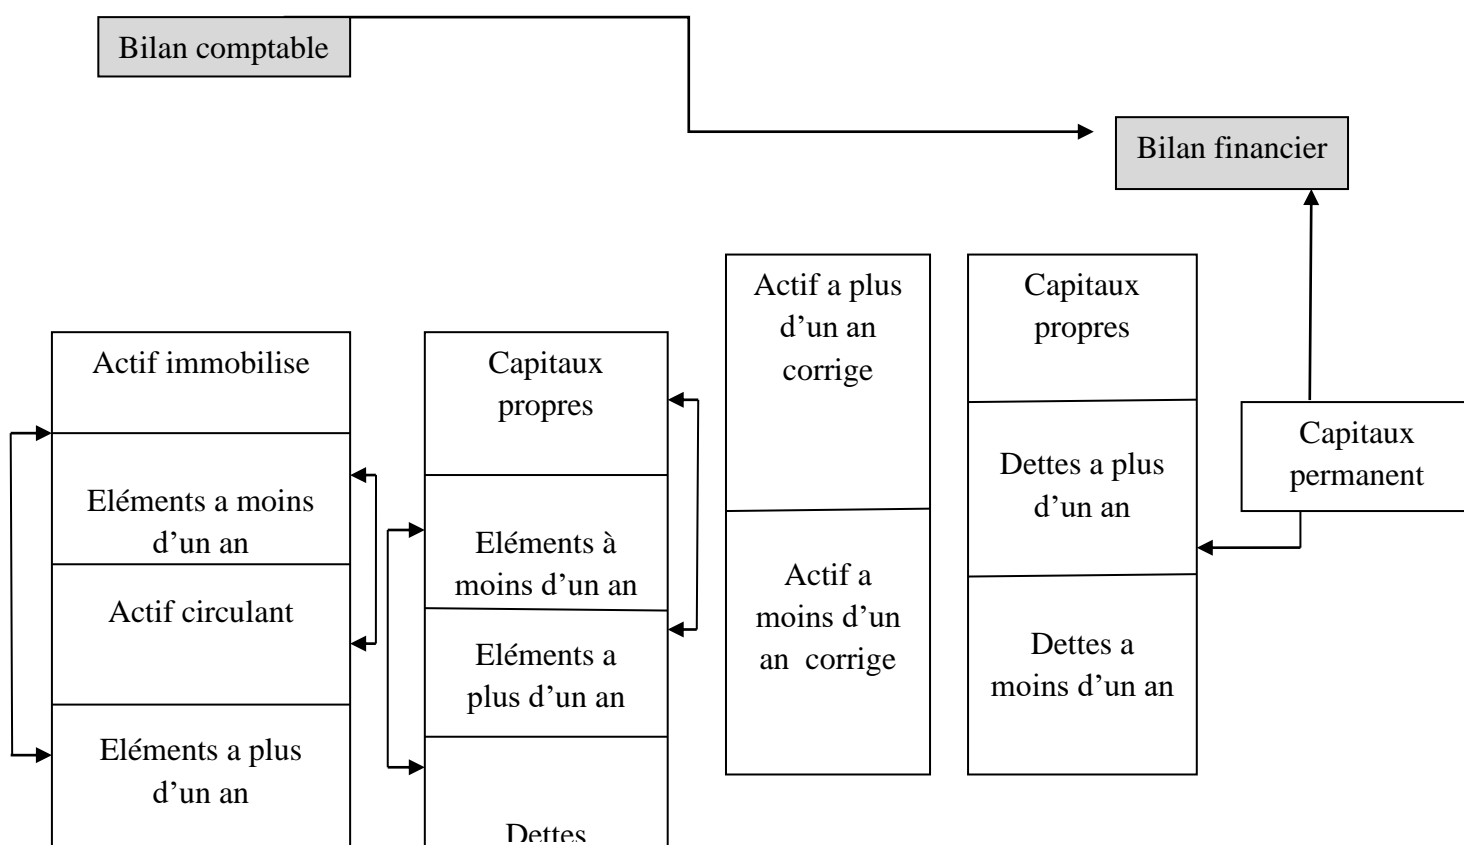 Bilan comptable
Bilan financier
Actif immobilise
Eléments a moins
d’un an
Actif circulant
Eléments a plus
d’un an
Capitaux
propres
Eléments à
moins d’un an
Eléments a
plus d’un an
Dettes
Actif a plus
d’un an
corrige
Actif a
moins d’un
an corrige
Capitaux
propres
Dettes a plus
d’un an
Dettes a
moins d’un an
Capitaux
permanent